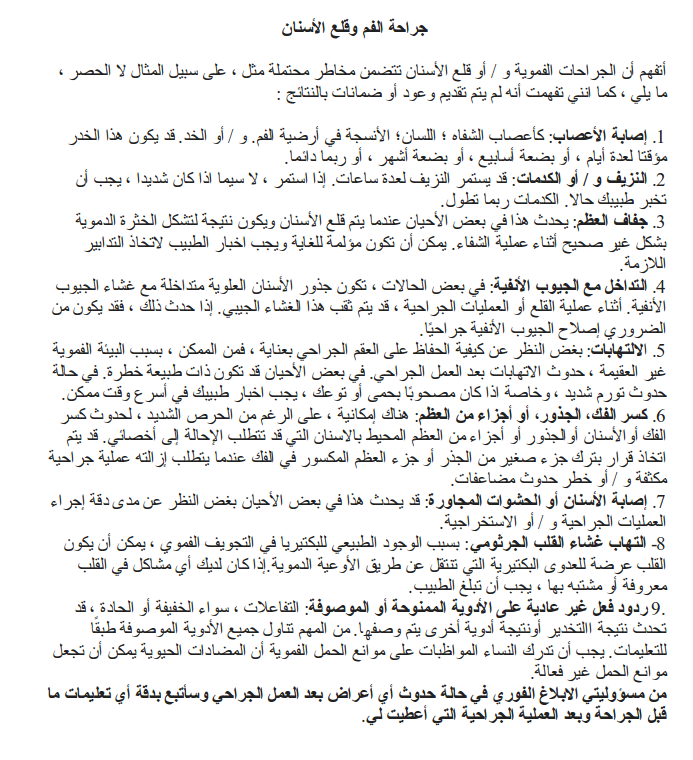 جراحة الفم وقلع الأسنان
أتفهم أن الجراحات الفموية و / أو قلع الأسنان تتضمن مخاطر محتملة مثل ، على سبيل المثال لا الحصر ،
ما يلي ، كما انني تفهمت أنه لم يتم تقديم وعود أو ضمانات بالنتائج :
1. إصابة الأعصاب: كأعصاب الشفاه ؛ اللسان؛ الأنسجة في أرضية الفم. و / أو الخد. قد يكون هذا الخدر
مؤقتا لعدة أيام ، أو بضعة أسابيع ، أو بضعة أشهر ، أو ربما دائما.
2. النزيف و / أو الكدمات: قد يستمر النزيف لعدة ساعات. إذا استمر ، لا سيما اذا كان شديدا ، يجب أن
تخبر طبيبك حالا. الكدمات ربما تطول.
3. جفاف العظم: يحدث هذا في بعض الأحيان عندما يتم قلع الأسنان ويكون نتيجة لتشكل الخثرة الدموية
بشكل غير صحيح أثناء عملية الشفاء. يمكن أن تكون مؤلمة للغاية ويجب اخبار الطبيب لاتخاذ التدابير
اللازمة.
4. التداخل مع الجيوب الأنفية: في بعض الحالات ، تكون جذور الأسنان العلوية متداخلة مع غشاء الجيوب
الأنفية. أثناء عملية القلع أو العمليات الجراحية ، قد يتم ثقب هذا الغشاء الجيبي. إذا حدث ذلك ، فقد يكون من
الضروري إصلاح الجيوب الأنفية جراحيًا.
5. الالتهابات: بغض النظر عن كيفية الحفاظ على العقم الجراحي بعناية ، فمن الممكن ، بسبب البيئة الفموية
غير العقيمة ، حدوث الاتهابات بعد العمل الجراحي. في بعض الأحيان قد تكون ذات طبيعة خطرة. في حالة
حدوث تورم شديد ، وخاصة اذا كان مصحوبًا بحمى أو توعك ، يجب اخبار طبيبك في أسرع وقت ممكن.
6. كسر الفك، الجذور، أو أجزاء من العظم: هناك إمكانية ، على الرغم من الحرص الشديد ، لحدوث كسر
الفك أوالأسنان أوالجذور أو أجزاء من العظم المحيط بالاسنان التي قد تتطلب الإحالة إلى أخصائي. قد يتم
اتخاذ قرار بترك جزء صغير من الجذر أو جزء العظم المكسور في الفك عندما يتطلب إزالته عملية جراحية
مكثفة و / أو خطر حدوث مضاعفات.
7. إصابة الأسنان أو الحشوات المجاورة: قد يحدث هذا في بعض الأحيان بغض النظر عن مدى دقة إجراء
العمليات الجراحية و / أو الاستخراجية.
8- التهاب غشاء القلب الجرثومي: بسبب الوجود الطبيعي للبكتيريا في التجويف الفموي ، يمكن أن يكون
القلب عرضة للعدوى البكتيرية التي تنتقل عن طريق الأوعية الدموية.إذا كان لديك أي مشاكل في القلب
معروفة أو مشتبه بها ، يجب أن تبلغ الطبيب.
9. ردود فعل غير عادية على الأدوية الممنوحة أو الموصوفة: التفاعلات ، سواء الخفيفة أو الحادة ، قد
تحدث نتيجة االتخدير أونتيجة أدوية أخرى يتم وصفها. من المهم تناول جميع الأدوية الموصوفة طبقًا
للتعليمات. يجب أن تدرك النساء المواظبات على موانع الحمل الفموية أن المضادات الحيوية يمكن أن تجعل
موانع الحمل غير فعالة.
من مسؤوليتي الابلاغ الفوري في حالة حدوث أي أعراض بعد العمل الجراحي وسأتبع بدقة أي تعليمات ما
قبل الجراحة وبعد العملية الجراحية التي أعطيت لي.